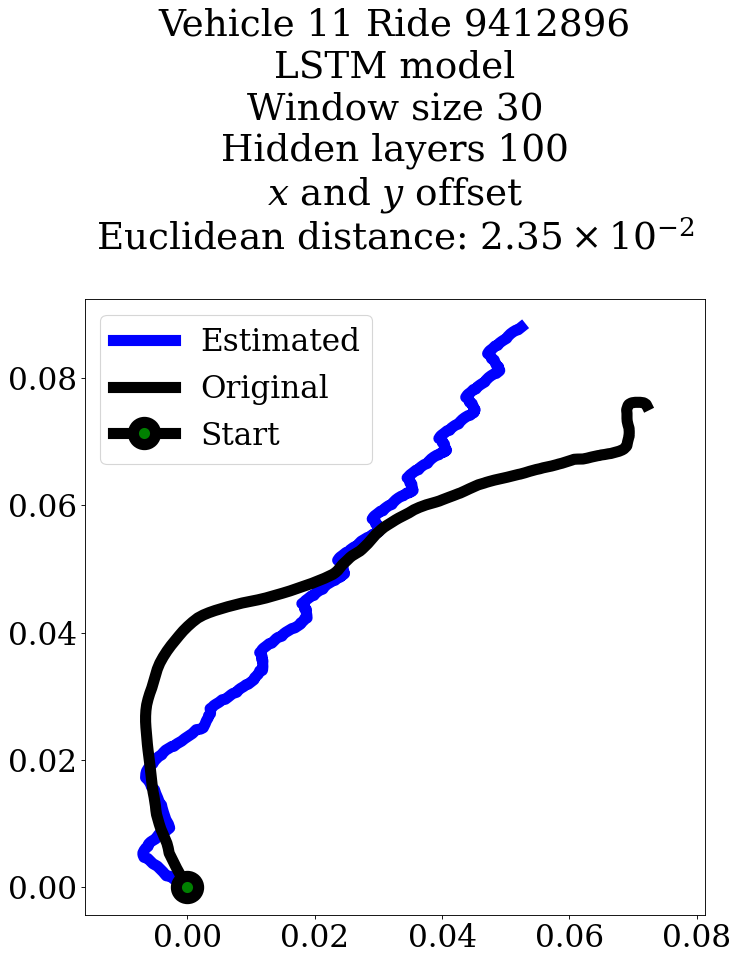 Vehicle 11 Ride 9412896
LSTM model
Window size 30
Hidden layers 100
x and y offset
Euclidean distance: 2.35 × 10⁻²
Estimated
Original
Start
0.08
0.06
0.04
0.02
0.00
0.00 0.02 0.04 0.06 0.08